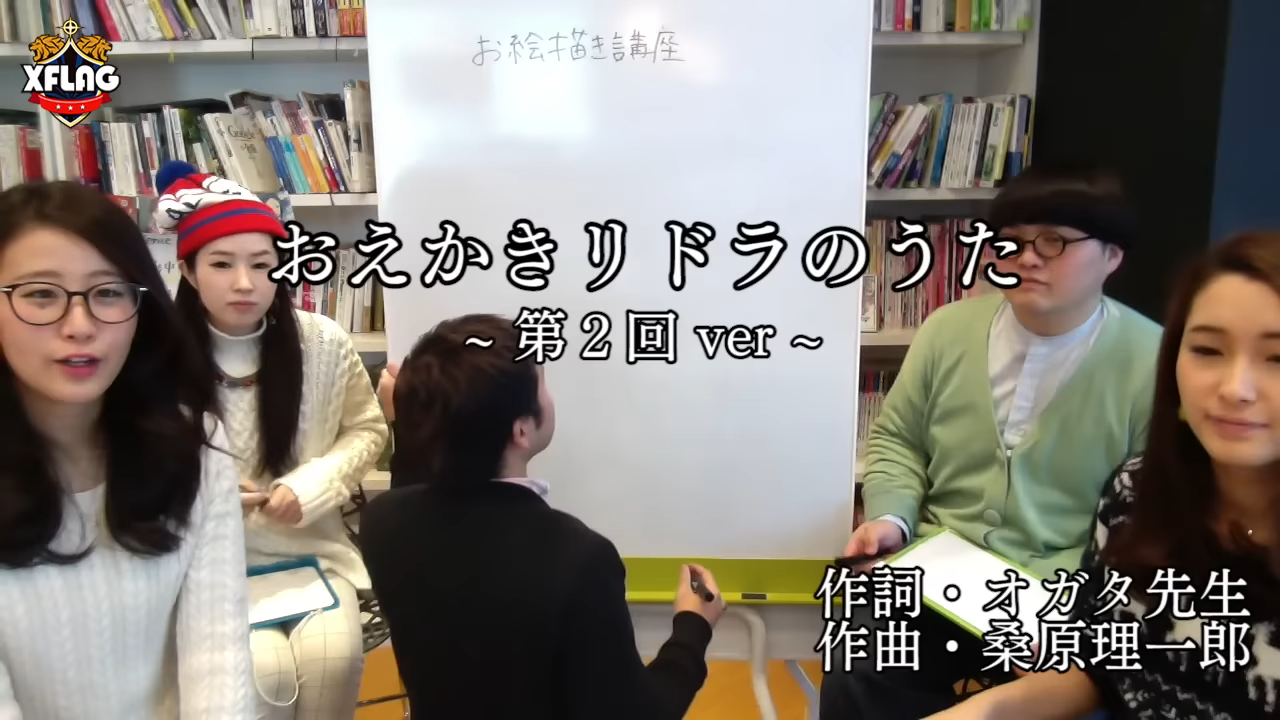 XFLAG
お絵描き講座
Google
おえかきリドラのうた
~ 第2回 ver ~
作詞・オガタ先生
作曲・桑原理一郎